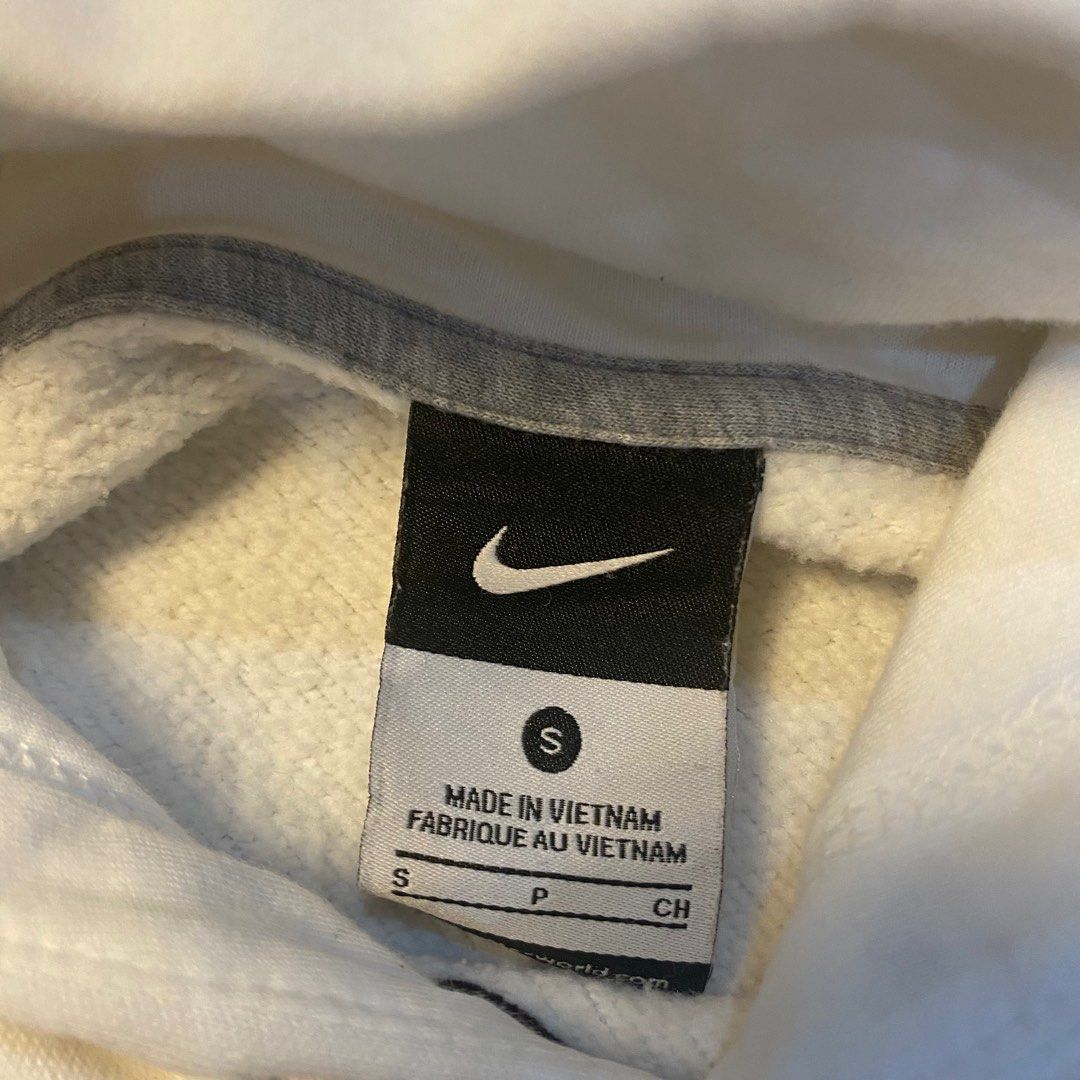 S
MADE IN VIETNAM
FABRIQUE AU VIETNAM
S P CH